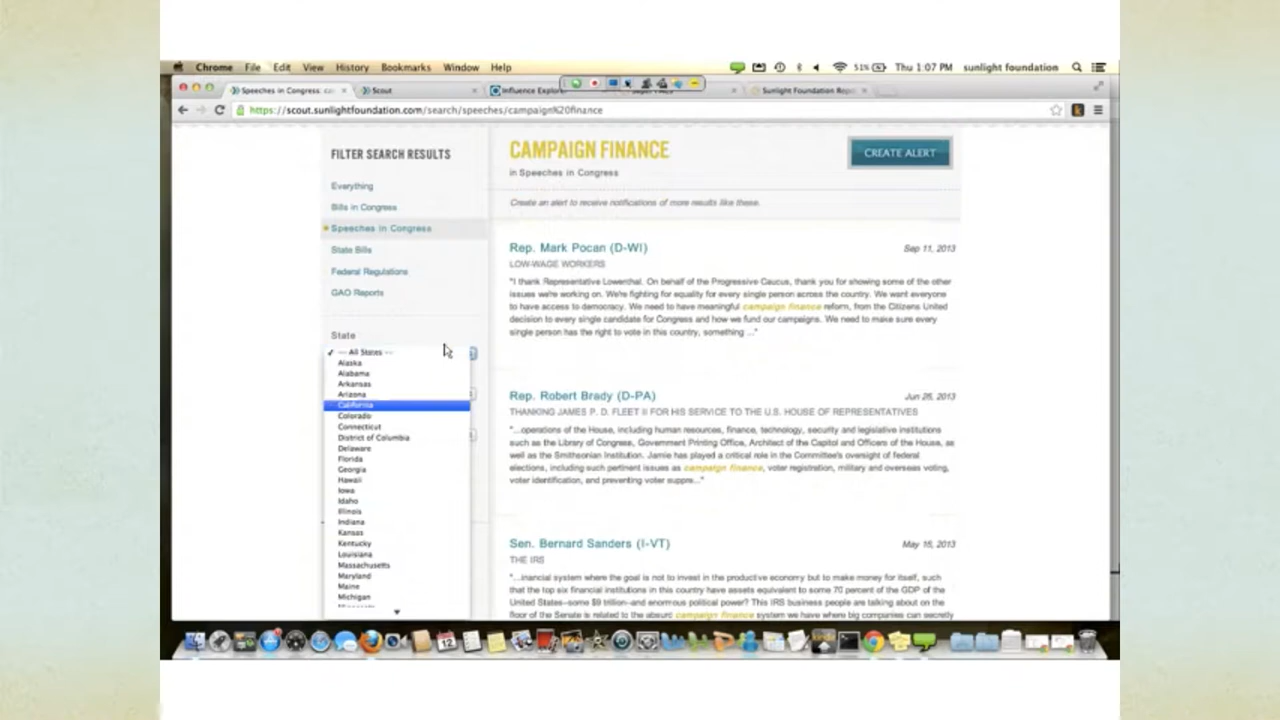 Chrome File Edit View History Bookmarks Window Help 51% Thu 1:07 PM sunlight foundation
Speeches in Congress: ca Scout Influence Explor Sunlight Foundation Repo
https://scout.sunlightfoundation.com/search/speeches/campaign%20finance
FILTER SEARCH RESULTS
Everything
Bills in Congress
Speeches in Congress
State Bills
Federal Regulations
GAO Reports
State
-- All States --
Alaska
Alabama
Arkansas
Arizona
California
Colorado
Connecticut
District of Columbia
Delaware
Florida
Georgia
Hawaii
Iowa
Idaho
Illinois
Indiana
Kansas
Kentucky
Louisiana
Massachusetts
Maryland
Maine
Michigan
CAMPAIGN FINANCE
CREATE ALERT
in Speeches in Congress
Create an alert to receive notifications of more results like these.
Rep. Mark Pocan (D-WI) Sep 11, 2013
LOW-WAGE WORKERS
"I thank Representative Lowenthal. On behalf of the Progressive Caucus, thank you for showing some of the other
issues we're working on. We're fighting for equality for every single person across the country. We want everyone
to have access to democracy. We need to have meaningful campaign finance reform, from the Citizens United
decision to every single candidate for Congress and how we fund our campaigns. We need to make sure every
single person has the right to vote in this country, something ..."
Rep. Robert Brady (D-PA) Jun 26, 2013
THANKING JAMES P. D. FLEET II FOR HIS SERVICE TO THE U.S. HOUSE OF REPRESENTATIVES
"...operations of the House, including human resources, finance, technology, security and legislative institutions
such as the Library of Congress, Government Printing Office, Architect of the Capitol and Officers of the House, as
well as the Smithsonian Institution. Jamie has played a critical role in the Committee's oversight of federal
elections, including such pertinent issues as campaign finance, voter registration, military and overseas voting,
voter identification, and preventing voter suppre..."
Sen. Bernard Sanders (I-VT) May 16, 2013
THE IRS
"...inancial system where the goal is not to invest in the productive economy but to make money for itself, such
that the top six financial institutions in this country have assets equivalent to some 70 percent of the GDP of the
United States--some $9 trillion--and enormous political power? This IRS business people are talking about on the
floor of the Senate is related to the absurd campaign finance system we have where big companies can secretly